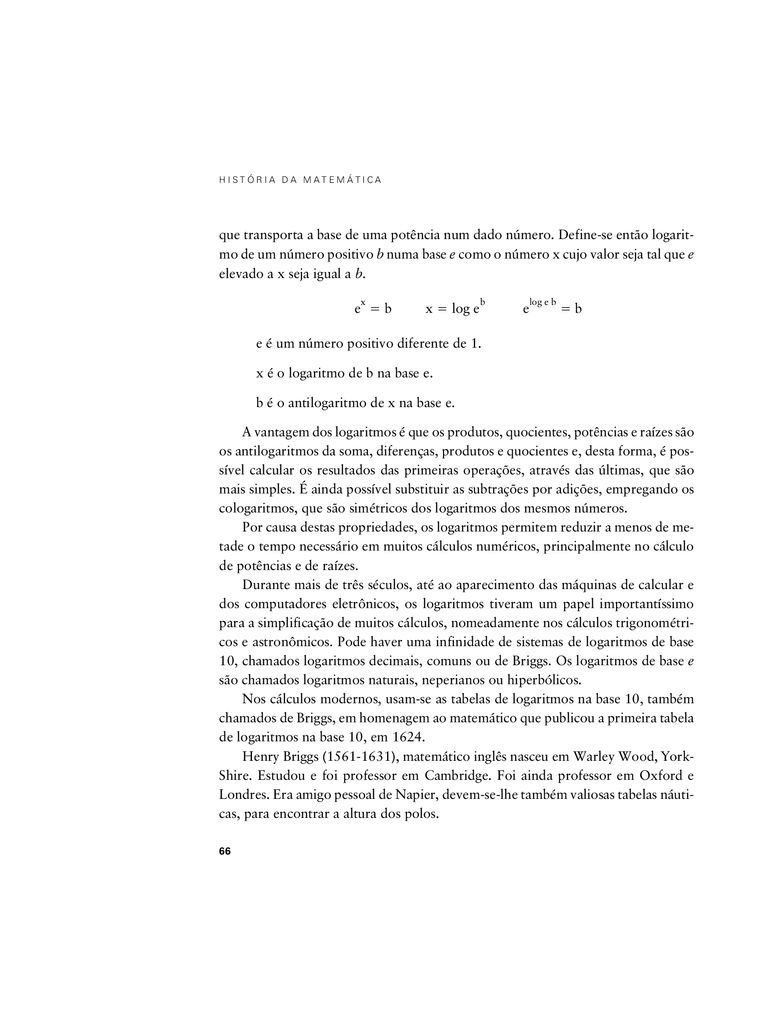 HISTÓRIA DA MATEMÁTICA
que transporta a base de uma potência num dado número. Define-se então logarit-
mo de um número positivo b numa base e como o número x cujo valor seja tal que e
elevado a x seja igual a b.
e^x = b x = log e^b e^log e b = b
e é um número positivo diferente de 1.
x é o logaritmo de b na base e.
b é o antilogaritmo de x na base e.
A vantagem dos logaritmos é que os produtos, quocientes, potências e raízes são
os antilogaritmos da soma, diferenças, produtos e quocientes e, desta forma, é pos-
sível calcular os resultados das primeiras operações, através das últimas, que são
mais simples. É ainda possível substituir as subtrações por adições, empregando os
cologaritmos, que são simétricos dos logaritmos dos mesmos números.
Por causa destas propriedades, os logaritmos permitem reduzir a menos de me-
tade o tempo necessário em muitos cálculos numéricos, principalmente no cálculo
de potências e de raízes.
Durante mais de três séculos, até ao aparecimento das máquinas de calcular e
dos computadores eletrônicos, os logaritmos tiveram um papel importantíssimo
para a simplificação de muitos cálculos, nomeadamente nos cálculos trigonométri-
cos e astronômicos. Pode haver uma infinidade de sistemas de logaritmos de base
10, chamados logaritmos decimais, comuns ou de Briggs. Os logaritmos de base e
são chamados logaritmos naturais, neperianos ou hiperbólicos.
Nos cálculos modernos, usam-se as tabelas de logaritmos na base 10, também
chamados de Briggs, em homenagem ao matemático que publicou a primeira tabela
de logaritmos na base 10, em 1624.
Henry Briggs (1561-1631), matemático inglês nasceu em Warley Wood, York-
Shire. Estudou e foi professor em Cambridge. Foi ainda professor em Oxford e
Londres. Era amigo pessoal de Napier, devem-se-lhe também valiosas tabelas náuti-
cas, para encontrar a altura dos polos.
66